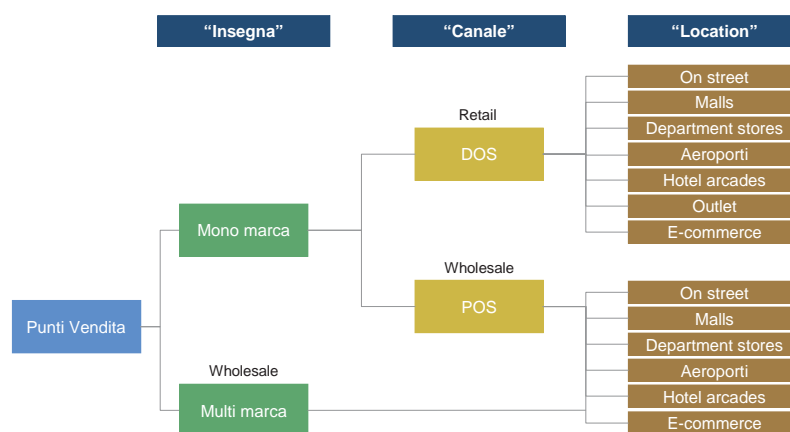 “Insegna”
“Canale”
“Location”
On street
Malls
Retail
Department stores
DOS
Aeroporti
Hotel arcades
Outlet
Mono marca
E-commerce
Wholesale
On street
POS
Malls
Punti Vendita
Department stores
Wholesale
Aeroporti
Hotel arcades
Multi marca
E-commerce